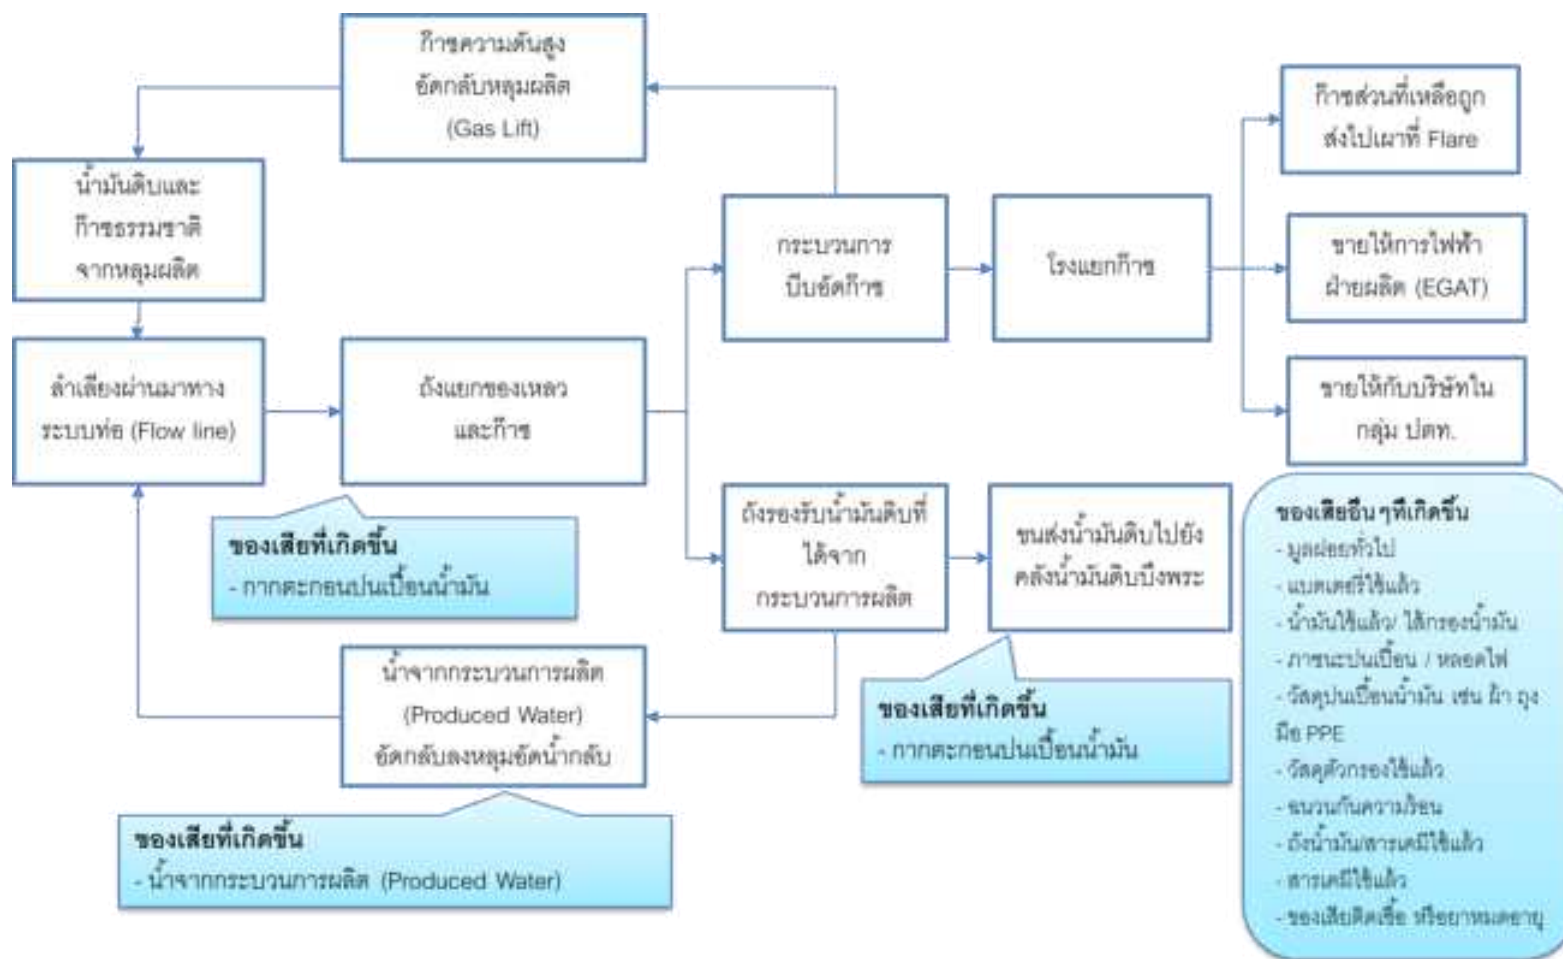 ก๊าซความดันสูง
อัดกลับหลุมผลิต
(Gas Lift)
น้ำมันดิบและ
ก๊าซธรรมชาติ
จากหลุมผลิต
ลำเลียงผ่านมาทาง
ระบบท่อ (Flow line)
ถังแยกของเหลว
และก๊าซ
ของเสียที่เกิดขึ้น
- กากตะกอนปนเปื้อนน้ำมัน
กระบวนการ
บีบอัดก๊าซ
โรงแยกก๊าซ
ก๊าซส่วนที่เหลือถูก
ส่งไปเผาที่ Flare
ขายให้การไฟฟ้า
ฝ่ายผลิต (EGAT)
ขายให้กับบริษัทใน
กลุ่ม ปตท.
ถังรองรับน้ำมันดิบที่
ได้จาก
กระบวนการผลิต
ขนส่งน้ำมันดิบไปยัง
คลังน้ำมันดิบบึงพระ
ของเสียที่เกิดขึ้น
- กากตะกอนปนเปื้อนน้ำมัน
น้ำจากกระบวนการผลิต
(Produced Water)
อัดกลับลงหลุมอัดน้ำกลับ
ของเสียที่เกิดขึ้น
- น้ำจากกระบวนการผลิต (Produced Water)
ของเสียอื่นๆที่เกิดขึ้น
- มูลฝอยทั่วไป
- แบตเตอรี่ใช้แล้ว
- น้ำมันใช้แล้ว/ ไส้กรองน้ำมัน
- ภาชนะปนเปื้อน / หลอดไฟ
- วัสดุปนเปื้อนน้ำมัน เช่น ผ้า ถุง
มือ PPE
- วัสดุตัวกรองใช้แล้ว
- ฉนวนกันความร้อน
- ถังน้ำมัน/สารเคมีใช้แล้ว
- สารเคมีใช้แล้ว
- ของเสียติดเชื้อ หรือยาหมดอายุ